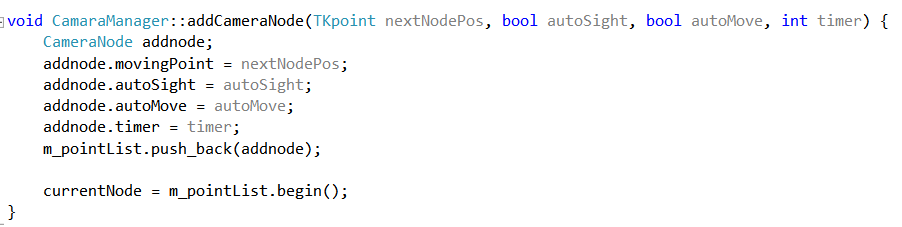 void CamaraManager::addCameraNode(TKpoint nextNodePos, bool autoSight, bool autoMove, int timer) {
    CameraNode addnode;
    addnode.movingPoint = nextNodePos;
    addnode.autoSight = autoSight;
    addnode.autoMove = autoMove;
    addnode.timer = timer;
    m_pointList.push_back(addnode);

    currentNode = m_pointList.begin();
}